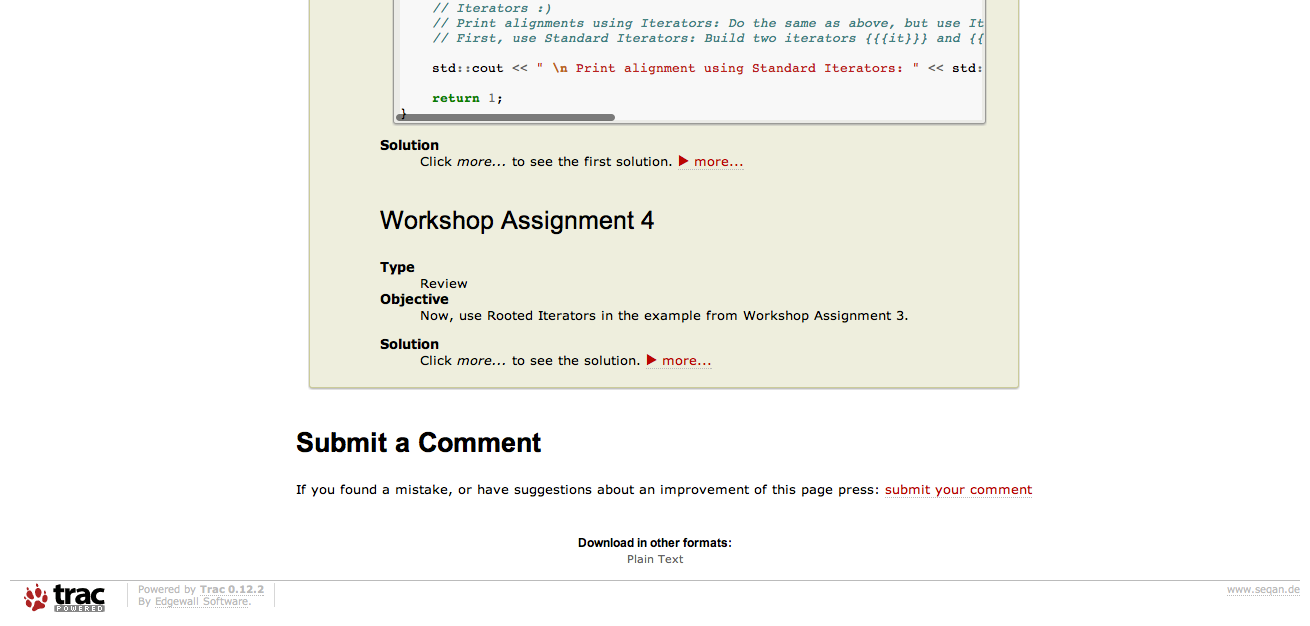 // Iterators :)
// Print alignments using Iterators: Do the same as above, but use It
// First, use Standard Iterators: Build two iterators {{{it}}} and {{
std::cout << " \n Print alignment using Standard Iterators: " << std:
return 1;
}
Solution
Click more... to see the first solution. ▶ more...
Workshop Assignment 4
Type
Review
Objective
Now, use Rooted Iterators in the example from Workshop Assignment 3.
Solution
Click more... to see the solution. ▶ more...
Submit a Comment
If you found a mistake, or have suggestions about an improvement of this page press: submit your comment
Download in other formats:
Plain Text
trac
POWERED
Powered by Trac 0.12.2
By Edgewall Software.
www.seqan.de